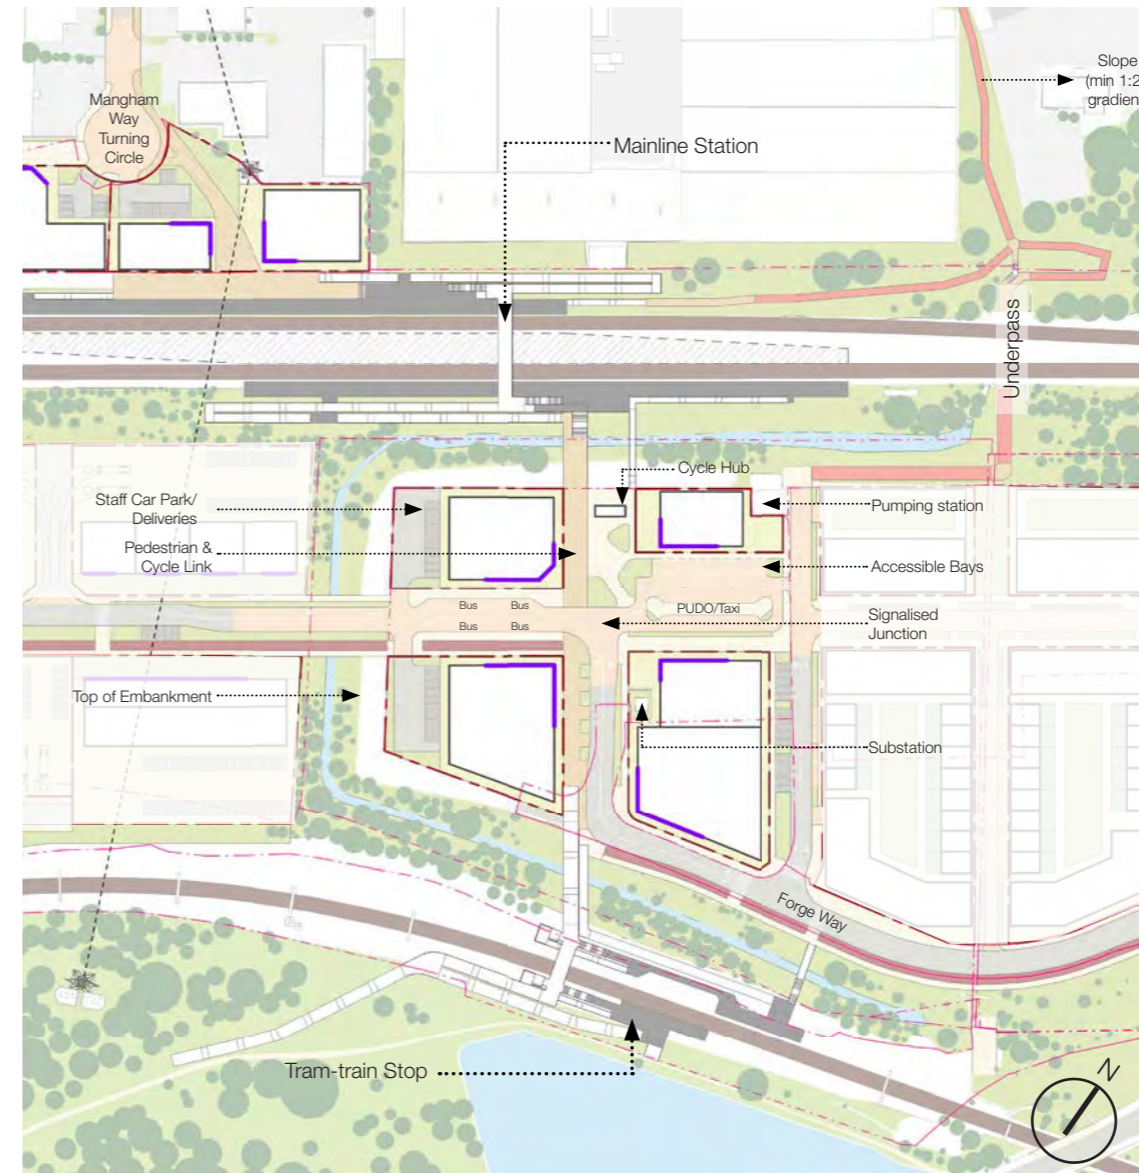 Mangham
Way
Turning
Circle
Slope
(min 1:2
gradien
Mainline Station
Underpass
Cycle Hub
Staff Car Park/
Deliveries
Pumping station
Pedestrian &
Cycle Link
Accessible Bays
Bus Bus
PUDO/Taxi
Bus Bus
Signalised
Junction
Top of Embankment
Substation
Forge Way
Tram-train Stop
N